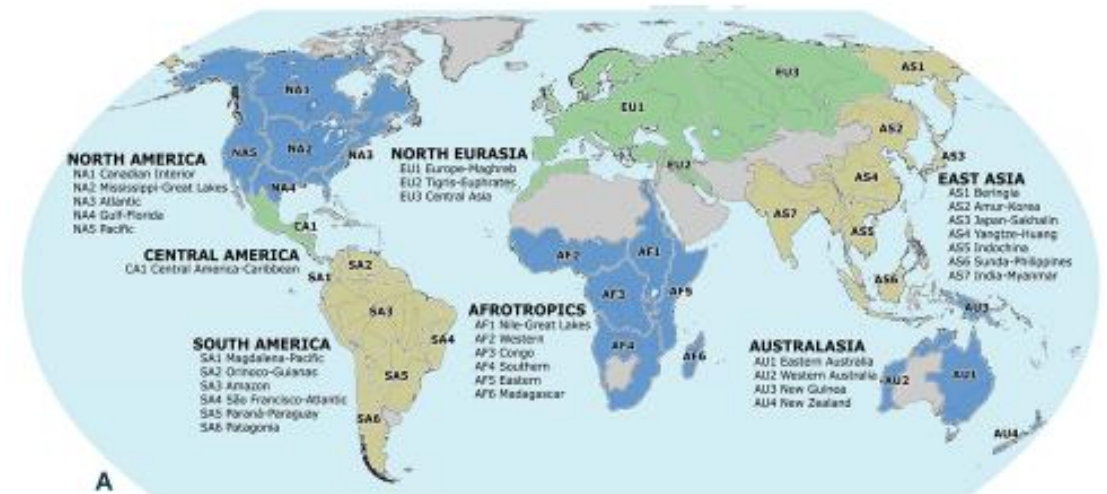 AS1
EU3
NA1
EU1
AS2
NA2
NA5
NA3
AS3
NORTH AMERICA
NA1 Canadian Interior
NA2 Mississippi-Great Lakes
NA3 Atlantic
NA4 Gulf-Florida
NA5 Pacific
NA4
NORTH EURASIA
EU1 Europe-Maghreb
EU2 Tigris-Euphrates
EU3 Central Asia
EU2
AS4
EAST ASIA
AS1 Beringia
AS2 Amur-Korea
AS3 Japan-Sakhalin
AS4 Yangtze-Huang
AS5 Indochina
AS6 Sunda-Philippines
AS7 India-Myanmar
AS7
AS5
CA1
CENTRAL AMERICA
CA1 Central America-Caribbean
AF2
AF1
SA1
SA2
AS6
AF3
AF5
SA3
AU3
SA4
AFROTROPICS
AF1 Nile-Great Lakes
AF2 Western
AF3 Congo
AF4 Southern
AF5 Eastern
AF6 Madagascar
AF4
AF6
SOUTH AMERICA
SA1 Magdalena-Pacific
SA2 Orinoco-Guianas
SA3 Amazon
SA4 São Francisco-Atlantic
SA5 Paraná-Paraguay
SA6 Patagonia
SA5
SA6
AUSTRALASIA
AU1 Eastern Australia
AU2 Western Australia
AU3 New Guinea
AU4 New Zealand
AU2
AU1
AU4
A